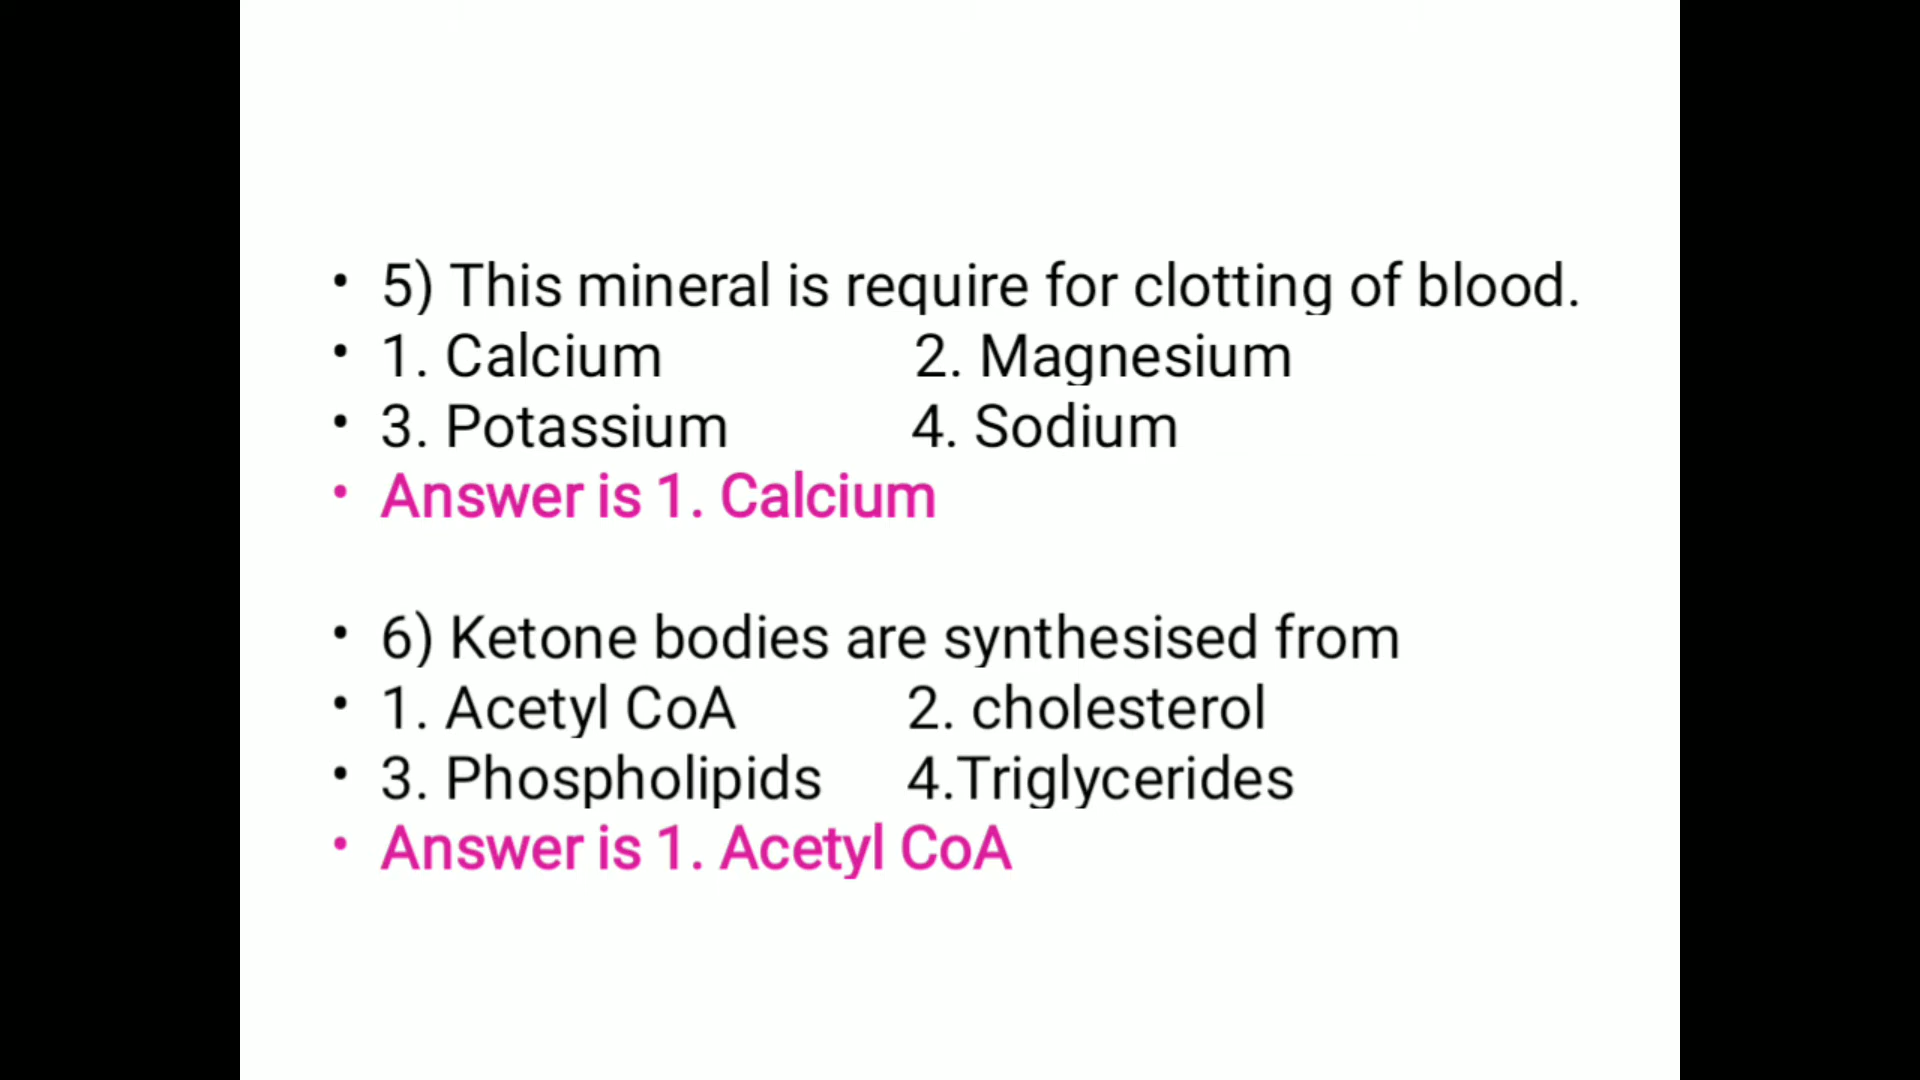 • 5) This mineral is require for clotting of blood.
• 1. Calcium 2. Magnesium
• 3. Potassium 4. Sodium
• Answer is 1. Calcium
• 6) Ketone bodies are synthesised from
• 1. Acetyl CoA 2. cholesterol
• 3. Phospholipids 4.Triglycerides
• Answer is 1. Acetyl CoA